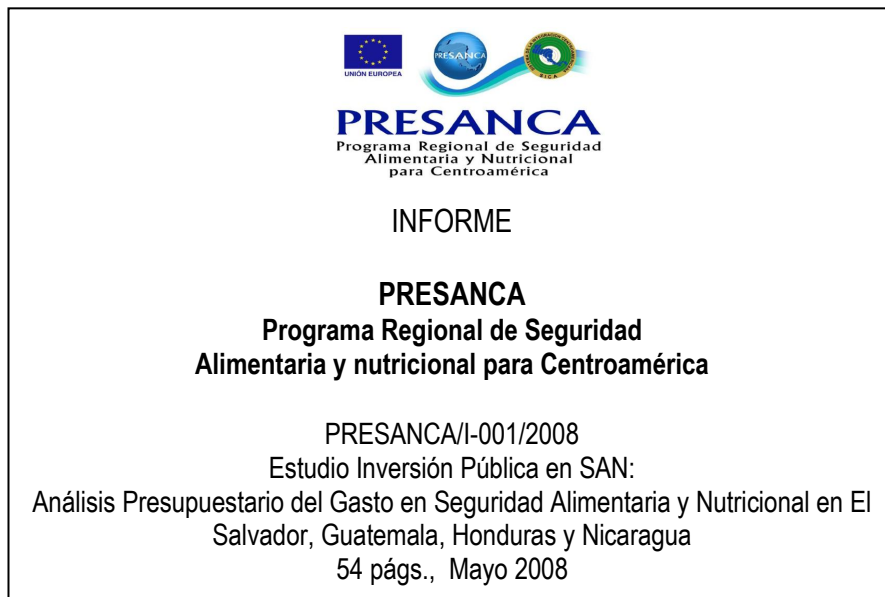 UNIÓN EUROPEA
PRESANCA
SICA
PRESANCA
Programa Regional de Seguridad
Alimentaria y Nutricional
para Centroamérica
INFORME
PRESANCA
Programa Regional de Seguridad
Alimentaria y nutricional para Centroamérica
PRESANCA/I-001/2008
Estudio Inversión Pública en SAN:
Análisis Presupuestario del Gasto en Seguridad Alimentaria y Nutricional en El
Salvador, Guatemala, Honduras y Nicaragua
54 págs., Mayo 2008